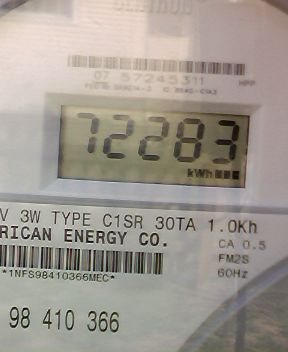 07 57245311
HPP
72283
kWh
V 3W TYPE C1SR 30TA 1.0Kh
RICAN ENERGY CO.
CA 0.5
FM2S
*1NFS98410366MEC*
60Hz
98 410 366